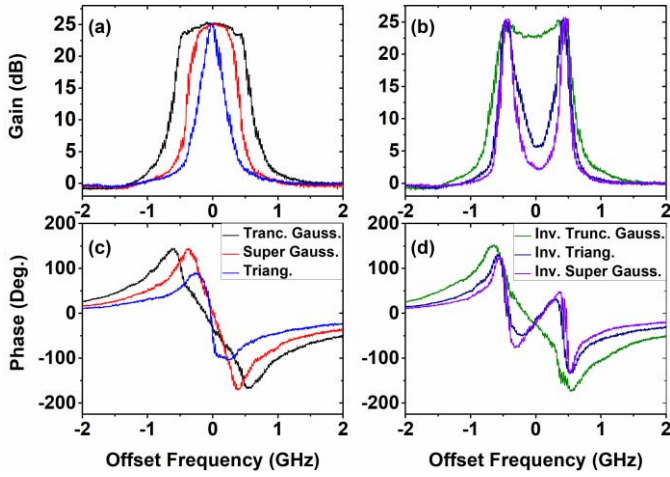 (a)
(b)
Gain (dB)
25
20
15
10
5
0
25
20
15
10
5
0
-2 -1 0 1 2
-2 -1 0 1 2
(c)
Tranc. Gauss.
Super Gauss.
Triang.
(d)
Inv. Trunc. Gauss.
Inv. Triang.
Inv. Super Gauss.
Phase (Deg.)
200
100
0
-100
-200
200
100
0
-100
-200
-2 -1 0 1 2
-2 -1 0 1 2
Offset Frequency (GHz)
Offset Frequency (GHz)